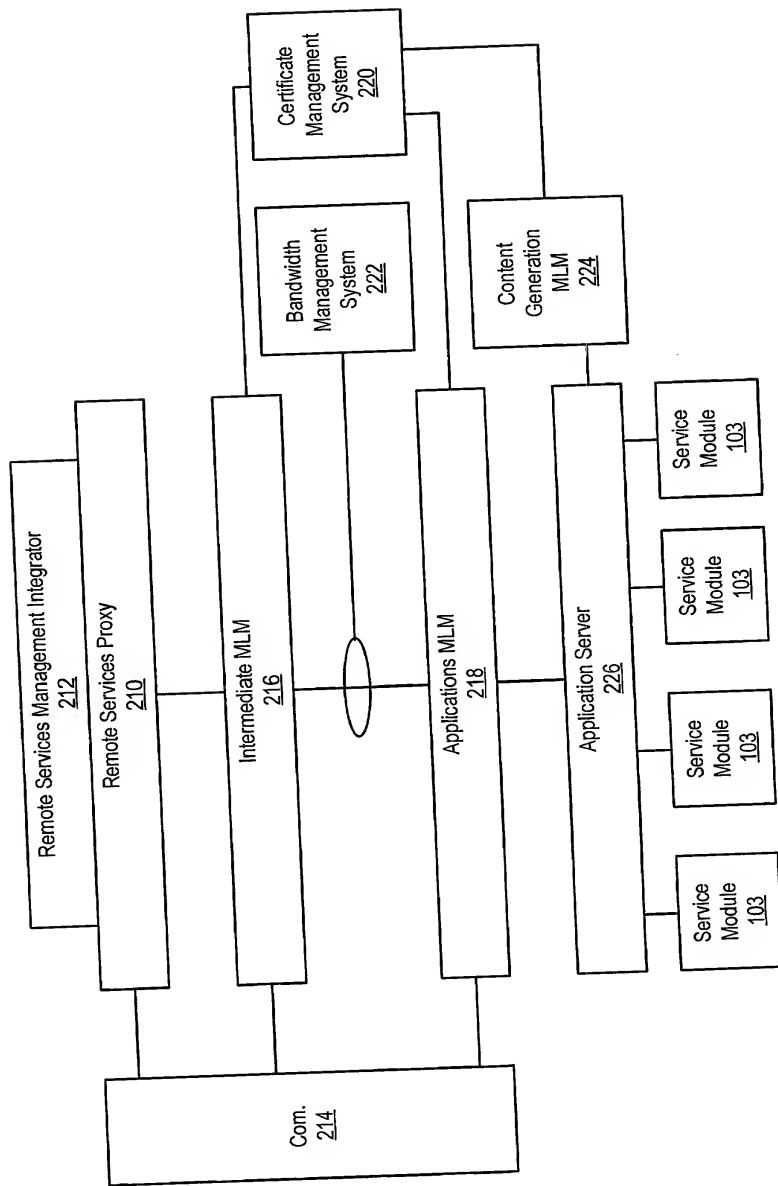 Remote Services Management Integrator
212
Remote Services Proxy
210
Com.
214
Intermediate MLM
216
Certificate
Management
System
220
Bandwidth
Management
System
222
Applications MLM
218
Content
Generation
MLM
224
Application Server
226
Service
Module
103
Service
Module
103
Service
Module
103
Service
Module
103